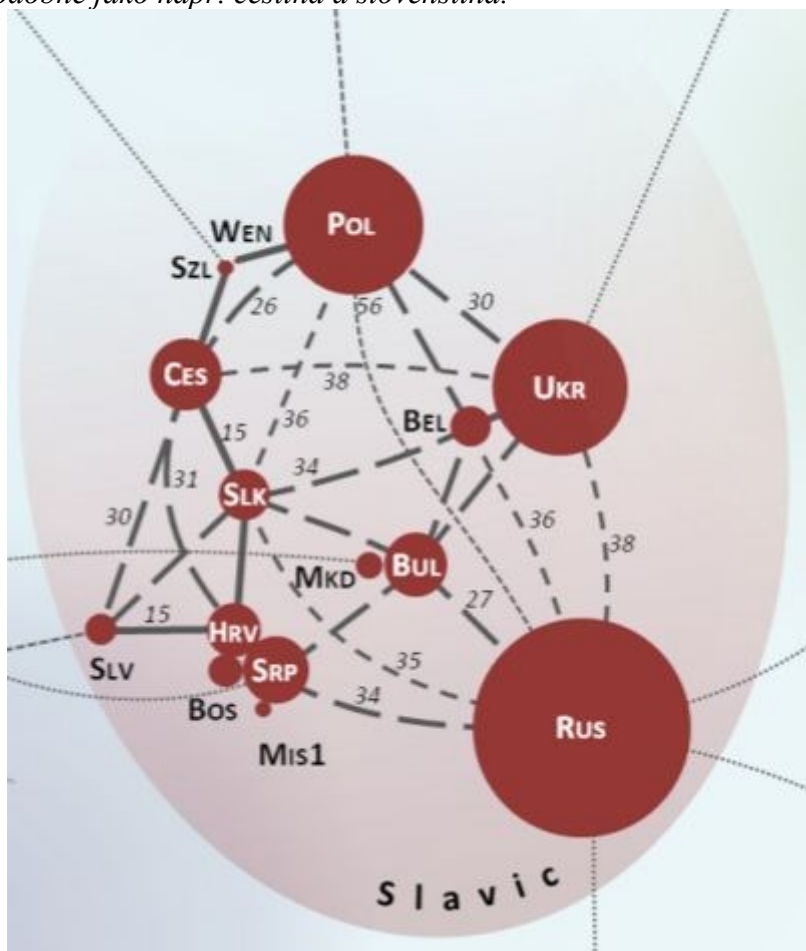 podobně jako např. čeština a slovenština.
POL
WEN
SZL
26
56
30
CES
38
UKR
36
BEL
15
34
31
SLK
30
36
38
MKD
BUL
27
15
HRV
SLV
SRP
35
34
BOS
RUS
MIS1
Slavic